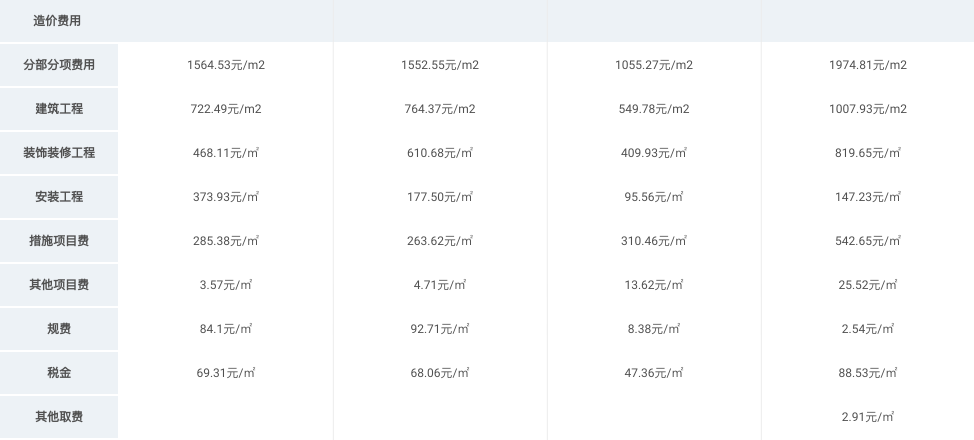 造价费用
分部分项费用 1564.53元/m2 1552.55元/m2 1055.27元/m2 1974.81元/m2
建筑工程 722.49元/m2 764.37元/m2 549.78元/m2 1007.93元/m2
装饰装修工程 468.11元/㎡ 610.68元/㎡ 409.93元/㎡ 819.65元/㎡
安装工程 373.93元/㎡ 177.50元/㎡ 95.56元/㎡ 147.23元/㎡
措施项目费 285.38元/㎡ 263.62元/㎡ 310.46元/㎡ 542.65元/㎡
其他项目费 3.57元/㎡ 4.71元/㎡ 13.62元/㎡ 25.52元/㎡
规费 84.1元/㎡ 92.71元/㎡ 8.38元/㎡ 2.54元/㎡
税金 69.31元/㎡ 68.06元/㎡ 47.36元/㎡ 88.53元/㎡
其他取费 2.91元/㎡